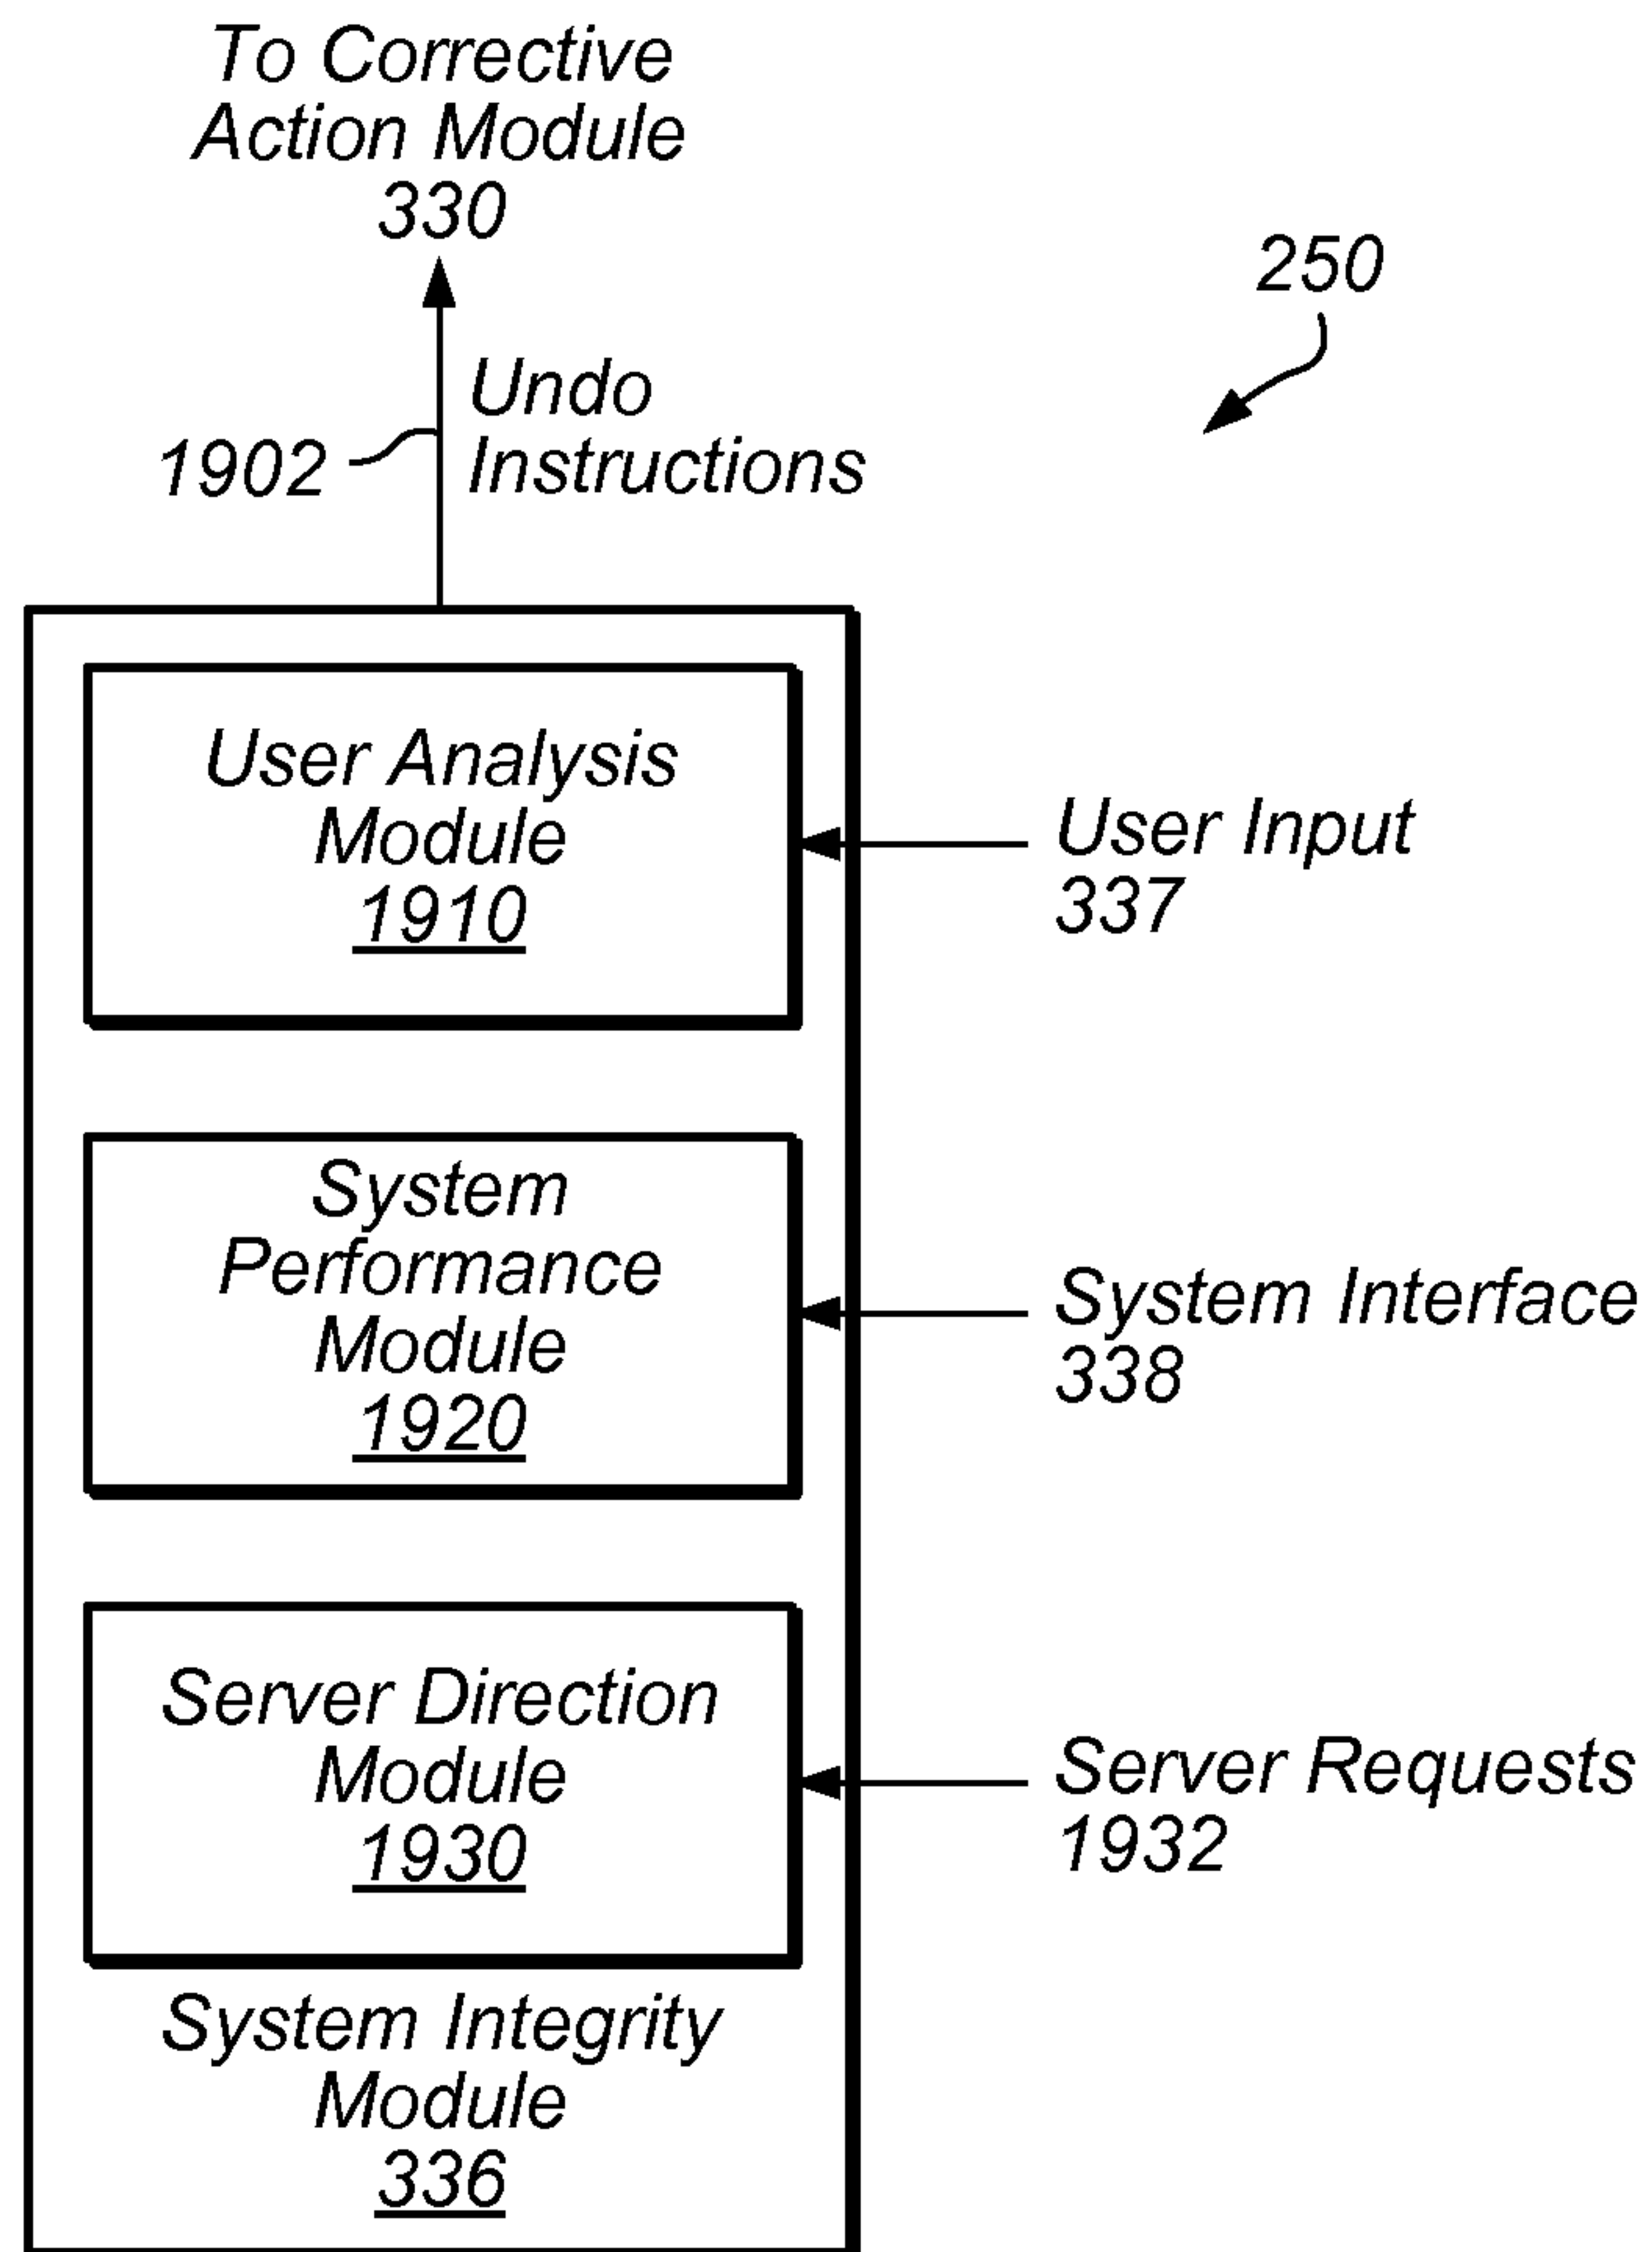 To Corrective
Action Module
330
250
Undo
Instructions
1902
User Analysis
Module
1910
User Input
337
System
Performance
Module
1920
System Interface
338
Server Direction
Module
1930
Server Requests
1932
System Integrity
Module
336